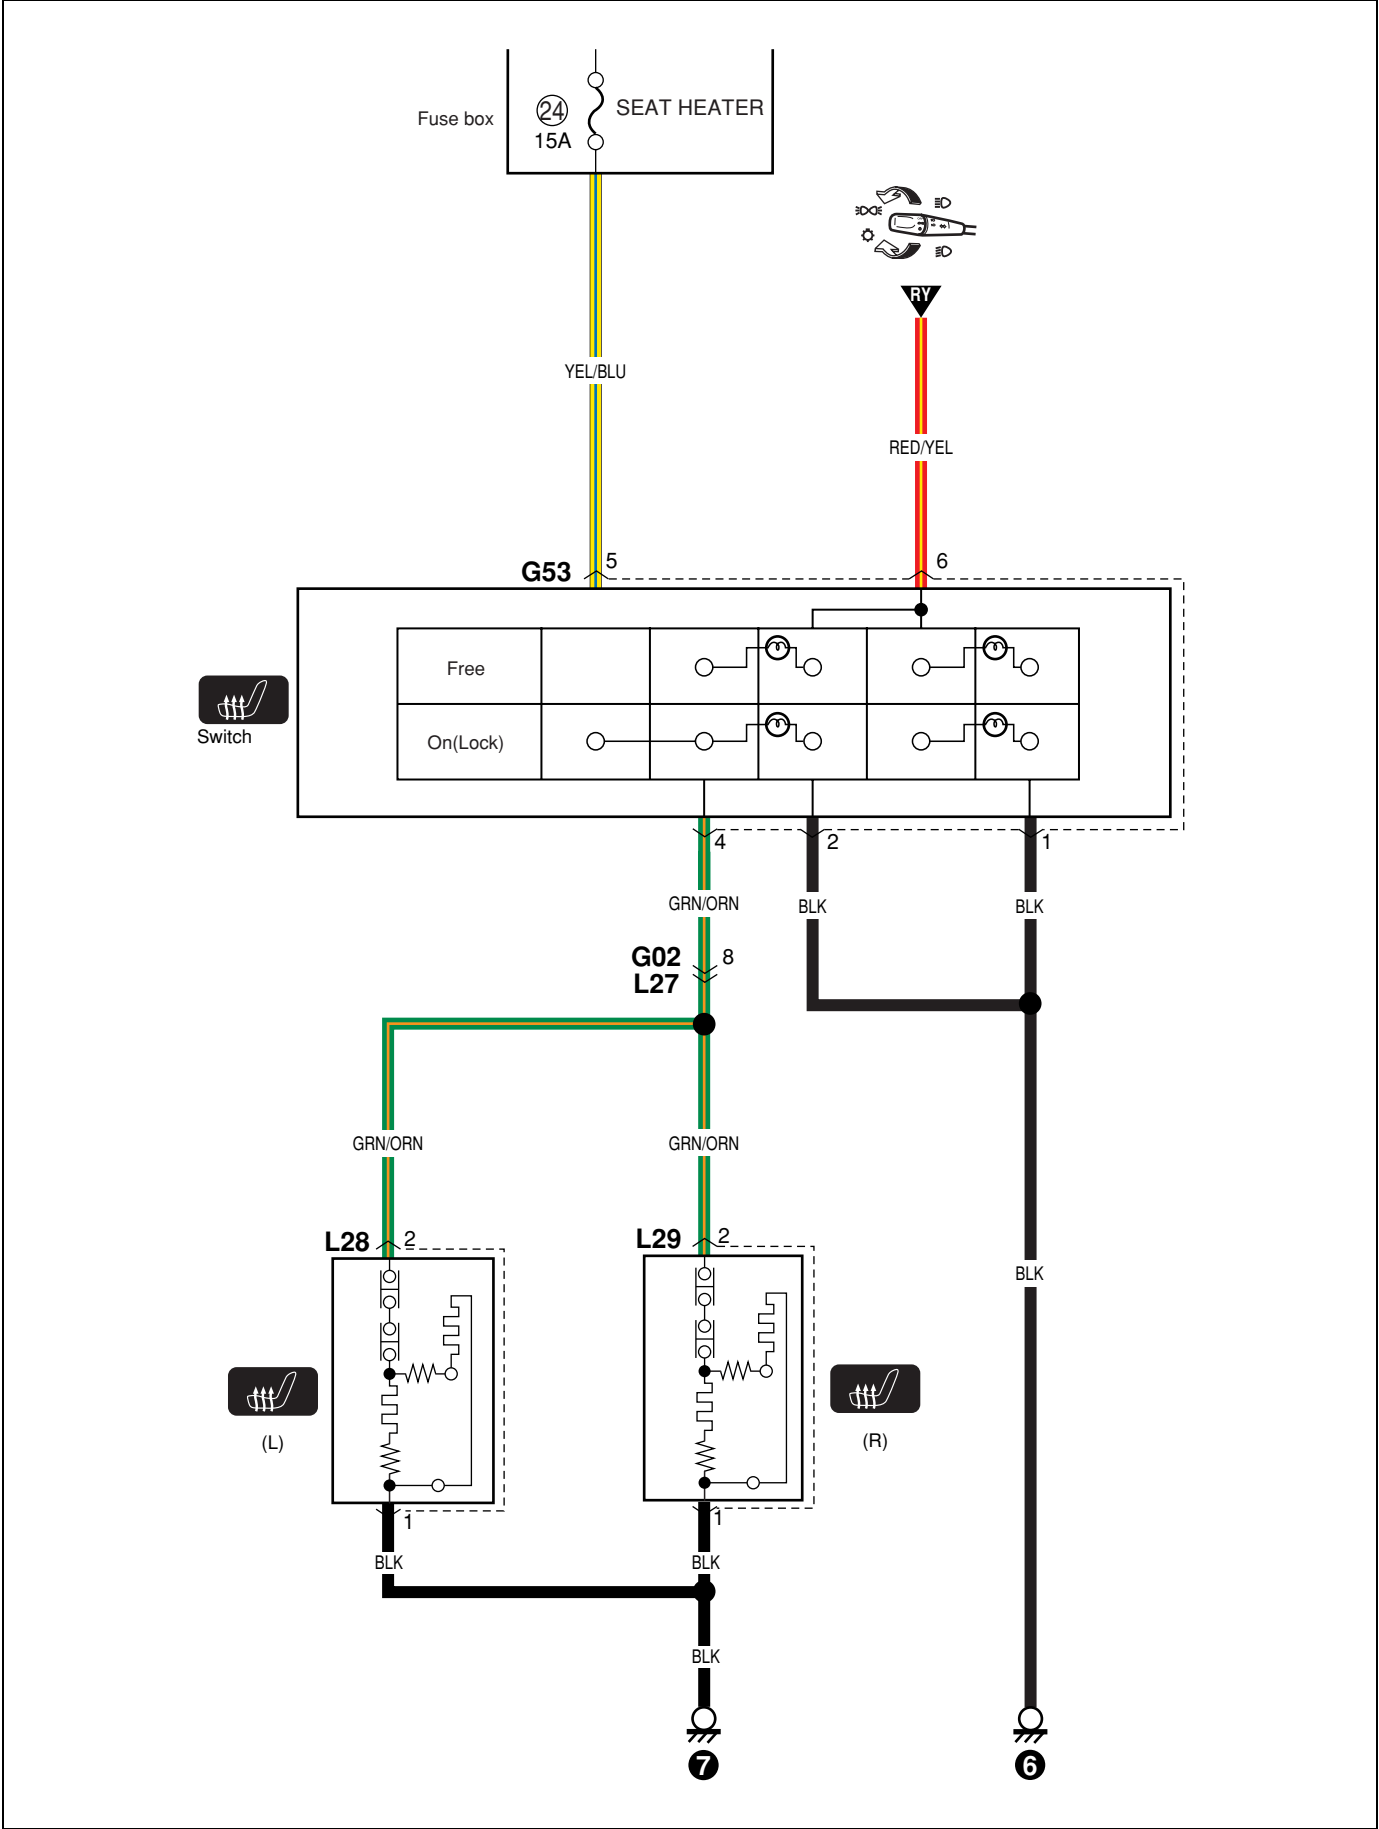 Fuse box
24
15A
SEAT HEATER
RY
YEL/BLU
RED/YEL
G53
5
6
Free
On(Lock)
Switch
4
2
1
GRN/ORN
BLK
BLK
G02
8
L27
GRN/ORN
GRN/ORN
L28
2
L29
2
BLK
(L)
(R)
1
1
BLK
BLK
BLK
7
6